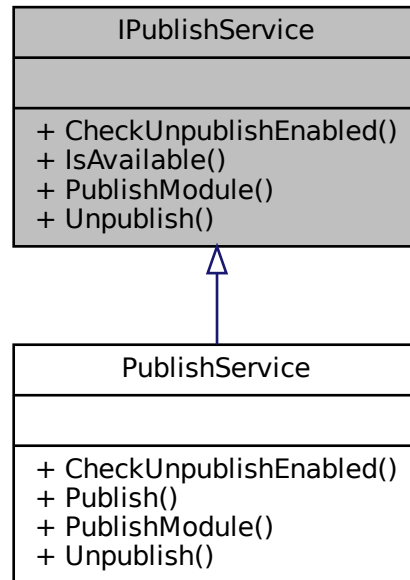 IPublishService
+ CheckUnpublishEnabled()
+ IsAvailable()
+ PublishModule()
+ Unpublish()
PublishService
+ CheckUnpublishEnabled()
+ Publish()
+ PublishModule()
+ Unpublish()